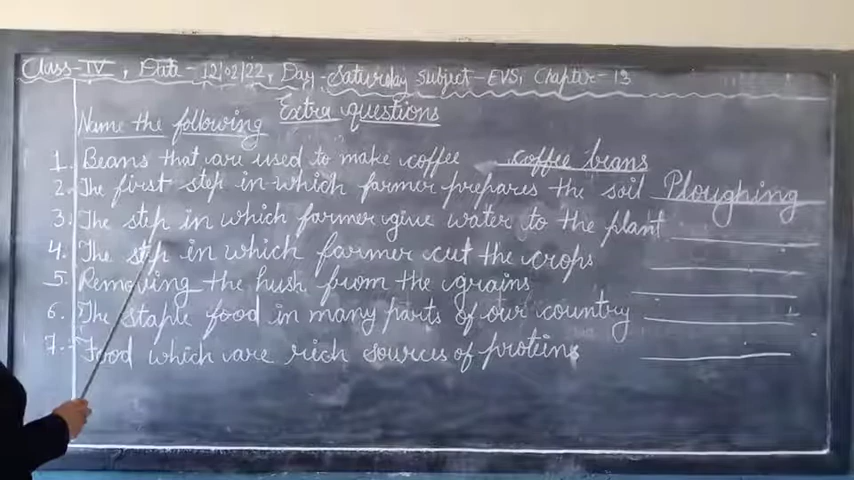 Class-IV, Date-12/02/22, Day-Saturday Subject-EVS, Chapter-13
Extra questions
Name the following
1. Beans that are used to make coffee coffee beans
2. The first step in which farmer prepares the soil Ploughing
3. The step in which farmer give water to the plant
4. The step in which farmer cut the crops
5. Removing the husk from the grains
6. The staple food in many parts of our country
7. Food which are rich sources of proteins